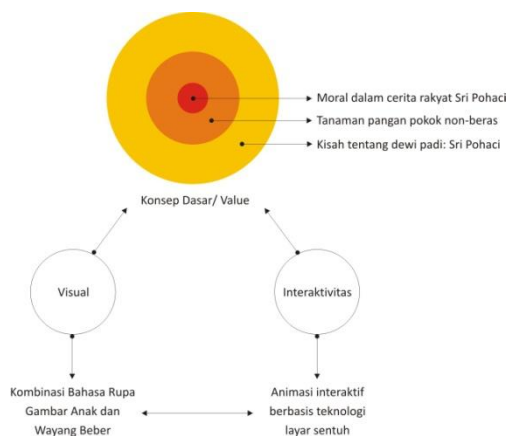 Moral dalam cerita rakyat Sri Pohaci
Tanaman pangan pokok non-beras
Kisah tentang dewi padi: Sri Pohaci
Konsep Dasar/ Value
Visual
Interaktivitas
Kombinasi Bahasa Rupa
Gambar Anak dan
Wayang Beber
Animasi interaktif
berbasis teknologi
layar sentuh